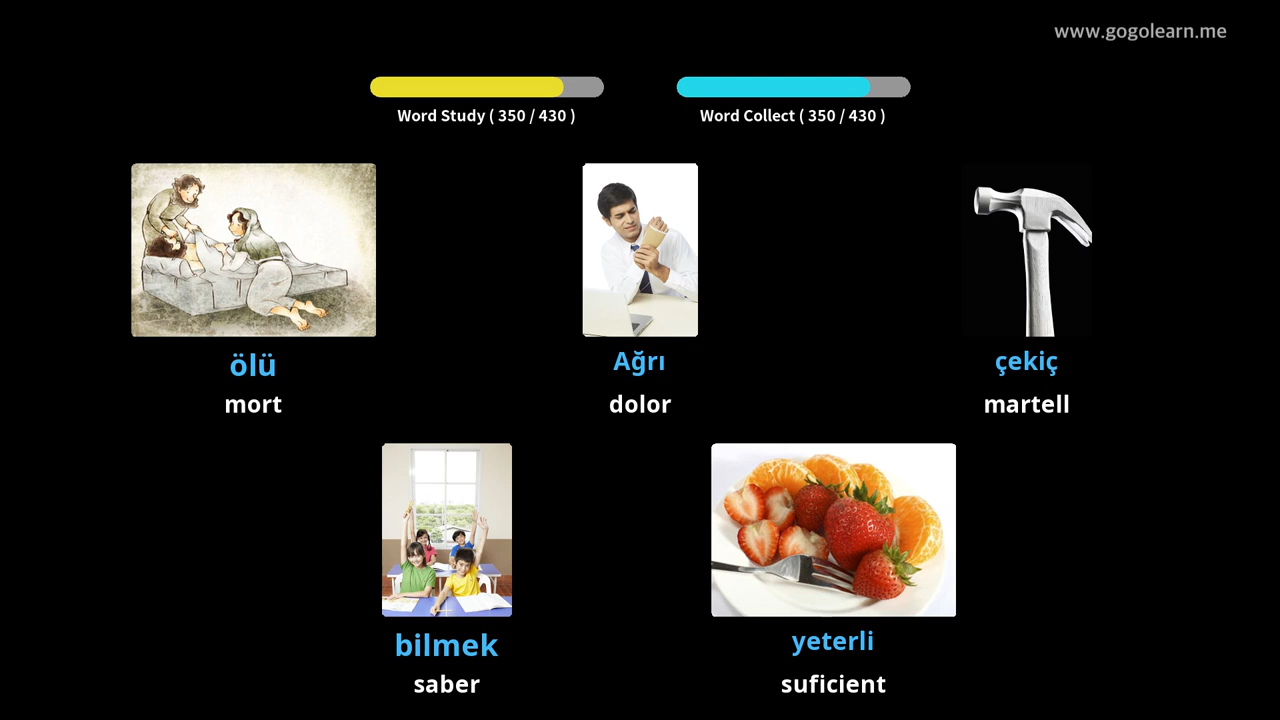 www.gogolearn.me
Word Study ( 350 / 430 )
Word Collect ( 350 / 430 )
ölü
mort
Ağrı
dolor
çekiç
martell
bilmek
saber
yeterli
suficient